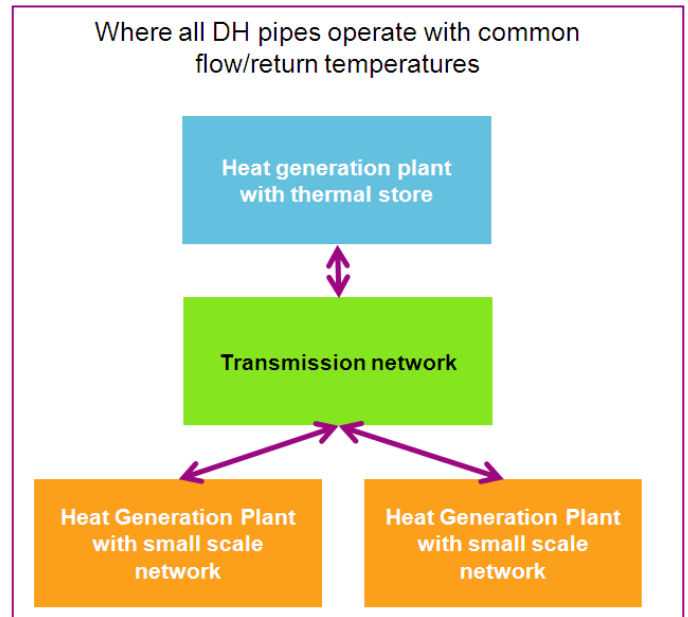 Where all DH pipes operate with common
flow/return temperatures
Heat generation plant
with thermal store
Transmission network
Heat Generation Plant
with small scale
network
Heat Generation Plant
with small scale
network